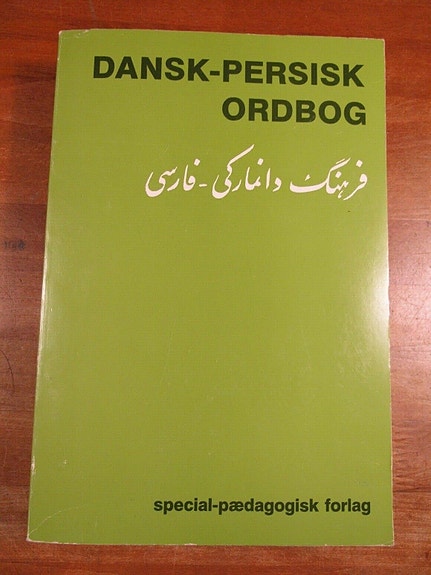 DANSK-PERSISK
ORDBOG
فرهنگ دانمارکی - فارسی
special-pædagogisk forlag